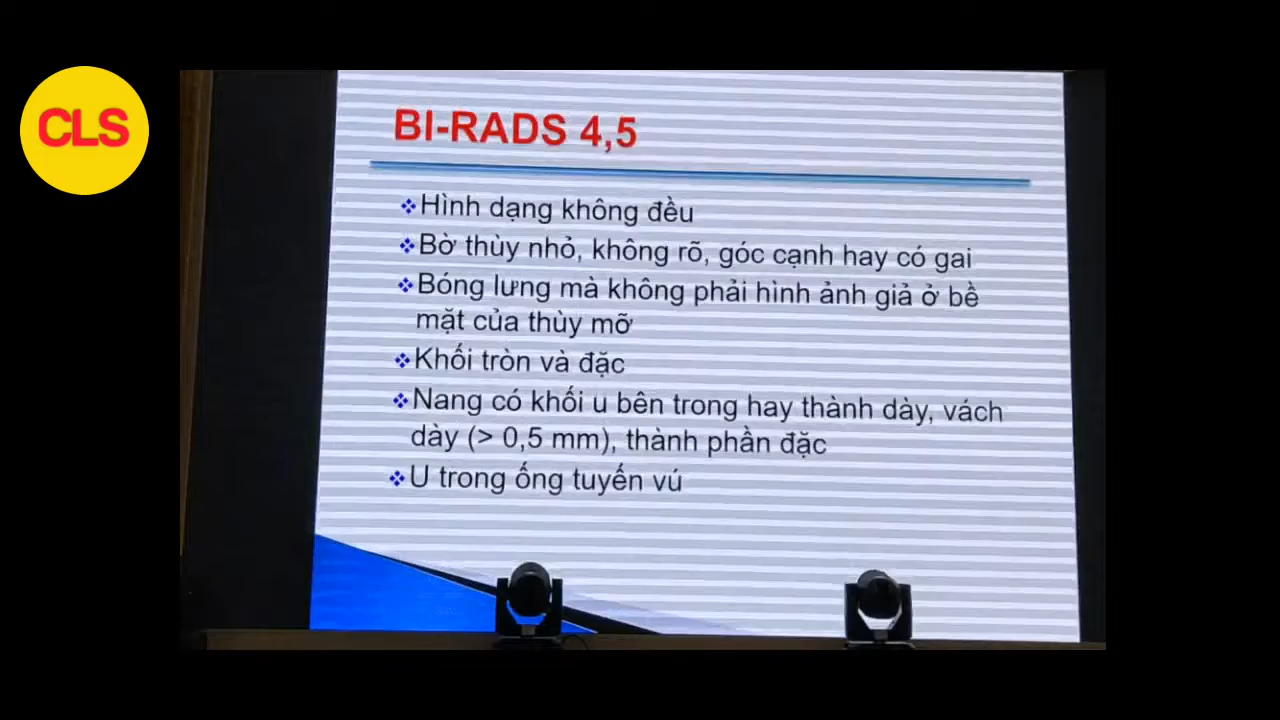 CLS
BI-RADS 4,5
Hình dạng không đều
Bờ thùy nhỏ, không rõ, góc cạnh hay có gai
Bóng lưng mà không phải hình ảnh giả ở bề
mặt của thùy mỡ
Khối tròn và đặc
Nang có khối u bên trong hay thành dày, vách
dày (> 0,5 mm), thành phần đặc
U trong ống tuyến vú